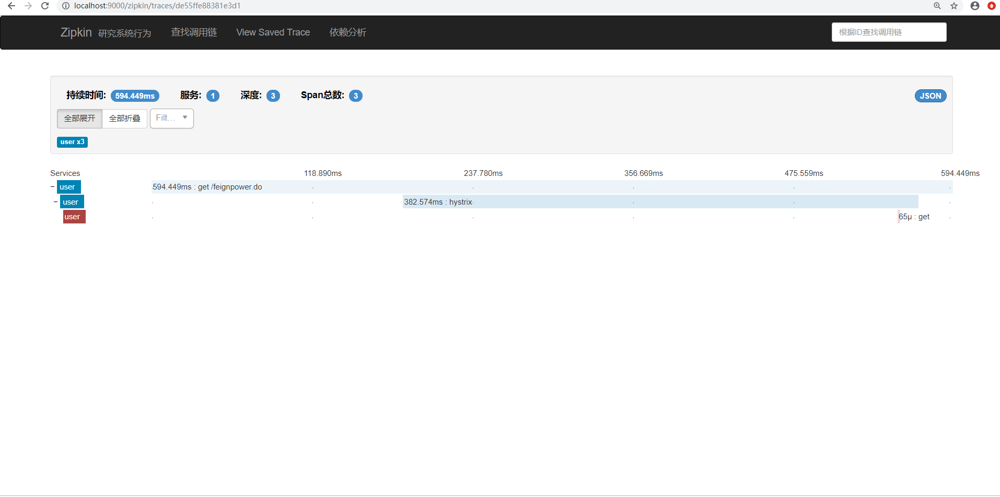 localhost:9000/zipkin/traces/de55ffe88381e3d1
Zipkin 研究系统行为 查找调用链 View Saved Trace 依赖分析 根据ID查找调用链
持续时间: 594.449ms 服务: 1 深度: 3 Span总数: 3 JSON
全部展开 全部折叠 Filt...
user x3
Services 118.890ms 237.780ms 356.669ms 475.559ms 594.449ms
- user 594.449ms : get /feignpower.do
- user 382.574ms : hystrix
user 65μ : get